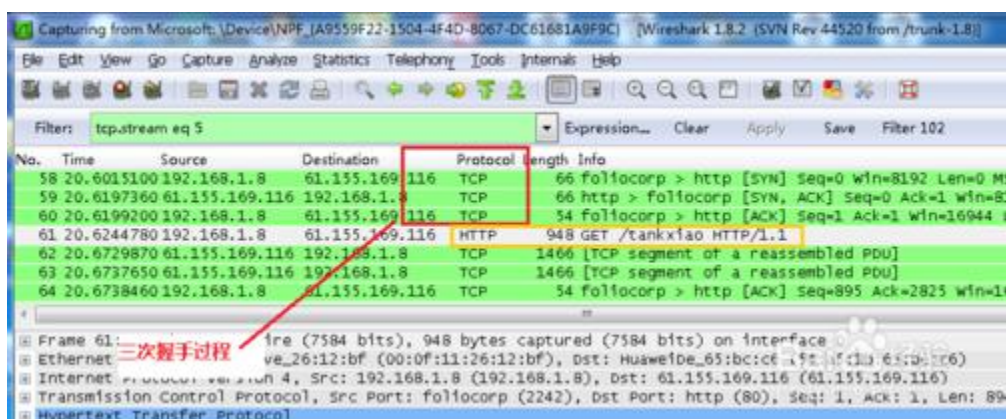 Capturing from Microsoft: \Device\NPF_{A9559F22-1504-4F4D-8067-DC61681A9F9C} [Wireshark 1.8.2 (SVN Rev 44520 from /trunk-1.8)]
File Edit View Go Capture Analyze Statistics Telephony Tools Internals Help
Filter: tcp.stream eq 5 Expression... Clear Apply Save Filter 102
No. Time Source Destination Protocol Length Info
58 20.6015100 192.168.1.8 61.155.169.116 TCP 66 foliocorp > http [SYN] Seq=0 Win=8192 Len=0
59 20.6197360 61.155.169.116 192.168.1.8 TCP 66 http > foliocorp [SYN, ACK] Seq=0 Ack=1
60 20.6199200 192.168.1.8 61.155.169.116 TCP 54 foliocorp > http [ACK] Seq=1 Ack=1 Win=16944
61 20.6244780 192.168.1.8 61.155.169.116 HTTP 948 GET /tankxiao HTTP/1.1
62 20.6729870 61.155.169.116 192.168.1.8 TCP 1466 [TCP segment of a reassembled PDU]
63 20.6737650 61.155.169.116 192.168.1.8 TCP 1466 [TCP segment of a reassembled PDU]
64 20.6738460 192.168.1.8 61.155.169.116 TCP 54 foliocorp > http [ACK] Seq=895 Ack=2825
Frame 61: ire (7584 bits), 948 bytes captured (7584 bits) on interface
三次握手过程
Ethernet ve_26:12:bf (00:0f:11:26:12:bf), Dst: HuaweiDe_65:bc:c6
Internet Protocol Version 4, Src: 192.168.1.8 (192.168.1.8), Dst: 61.155.169.116 (61.155.169.116)
Transmission Control Protocol, Src Port: foliocorp (2242), Dst Port: http (80), Seq: 1, Ack: 1, Len:
Hypertext Transfer Protocol